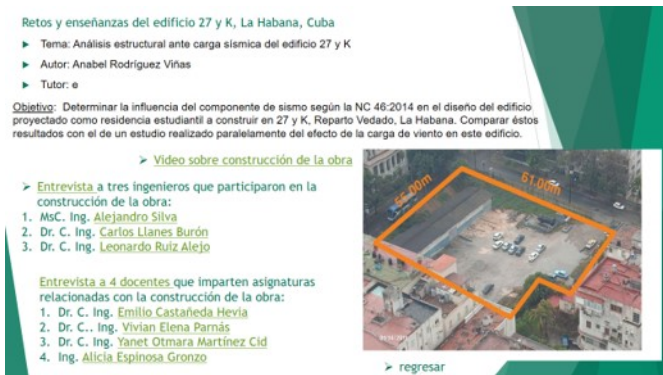 Retos y enseñanzas del edificio 27 y K, La Habana, Cuba
Tema: Análisis estructural ante carga sísmica del edificio 27 y K
Autor: Anabel Rodríguez Viñas
Tutor: e
Objetivo: Determinar la influencia del componente de sismo según la NC 46:2014 en el diseño del edificio
proyectado como residencia estudiantil a construir en 27 y K, Reparto Vedado, La Habana. Comparar éstos
resultados con el de un estudio realizado paralelamente del efecto de la carga de viento en este edificio.
Video sobre construcción de la obra
Entrevista a tres ingenieros que participaron en la
construcción de la obra:
1. MsC. Ing. Alejandro Silva
2. Dr. C. Ing. Carlos Llanes Burón
3. Dr. C. Ing. Leonardo Ruiz Alejo
Entrevista a 4 docentes que imparten asignaturas
relacionadas con la construcción de la obra:
1. Dr. C. Ing. Emilio Castañeda Hevia
2. Dr. C.. Ing. Vivian Elena Parnás
3. Dr. C. Ing. Yanet Otmara Martínez Cid
4. Ing. Alicia Espinosa Gronzo
61.00m
regresar